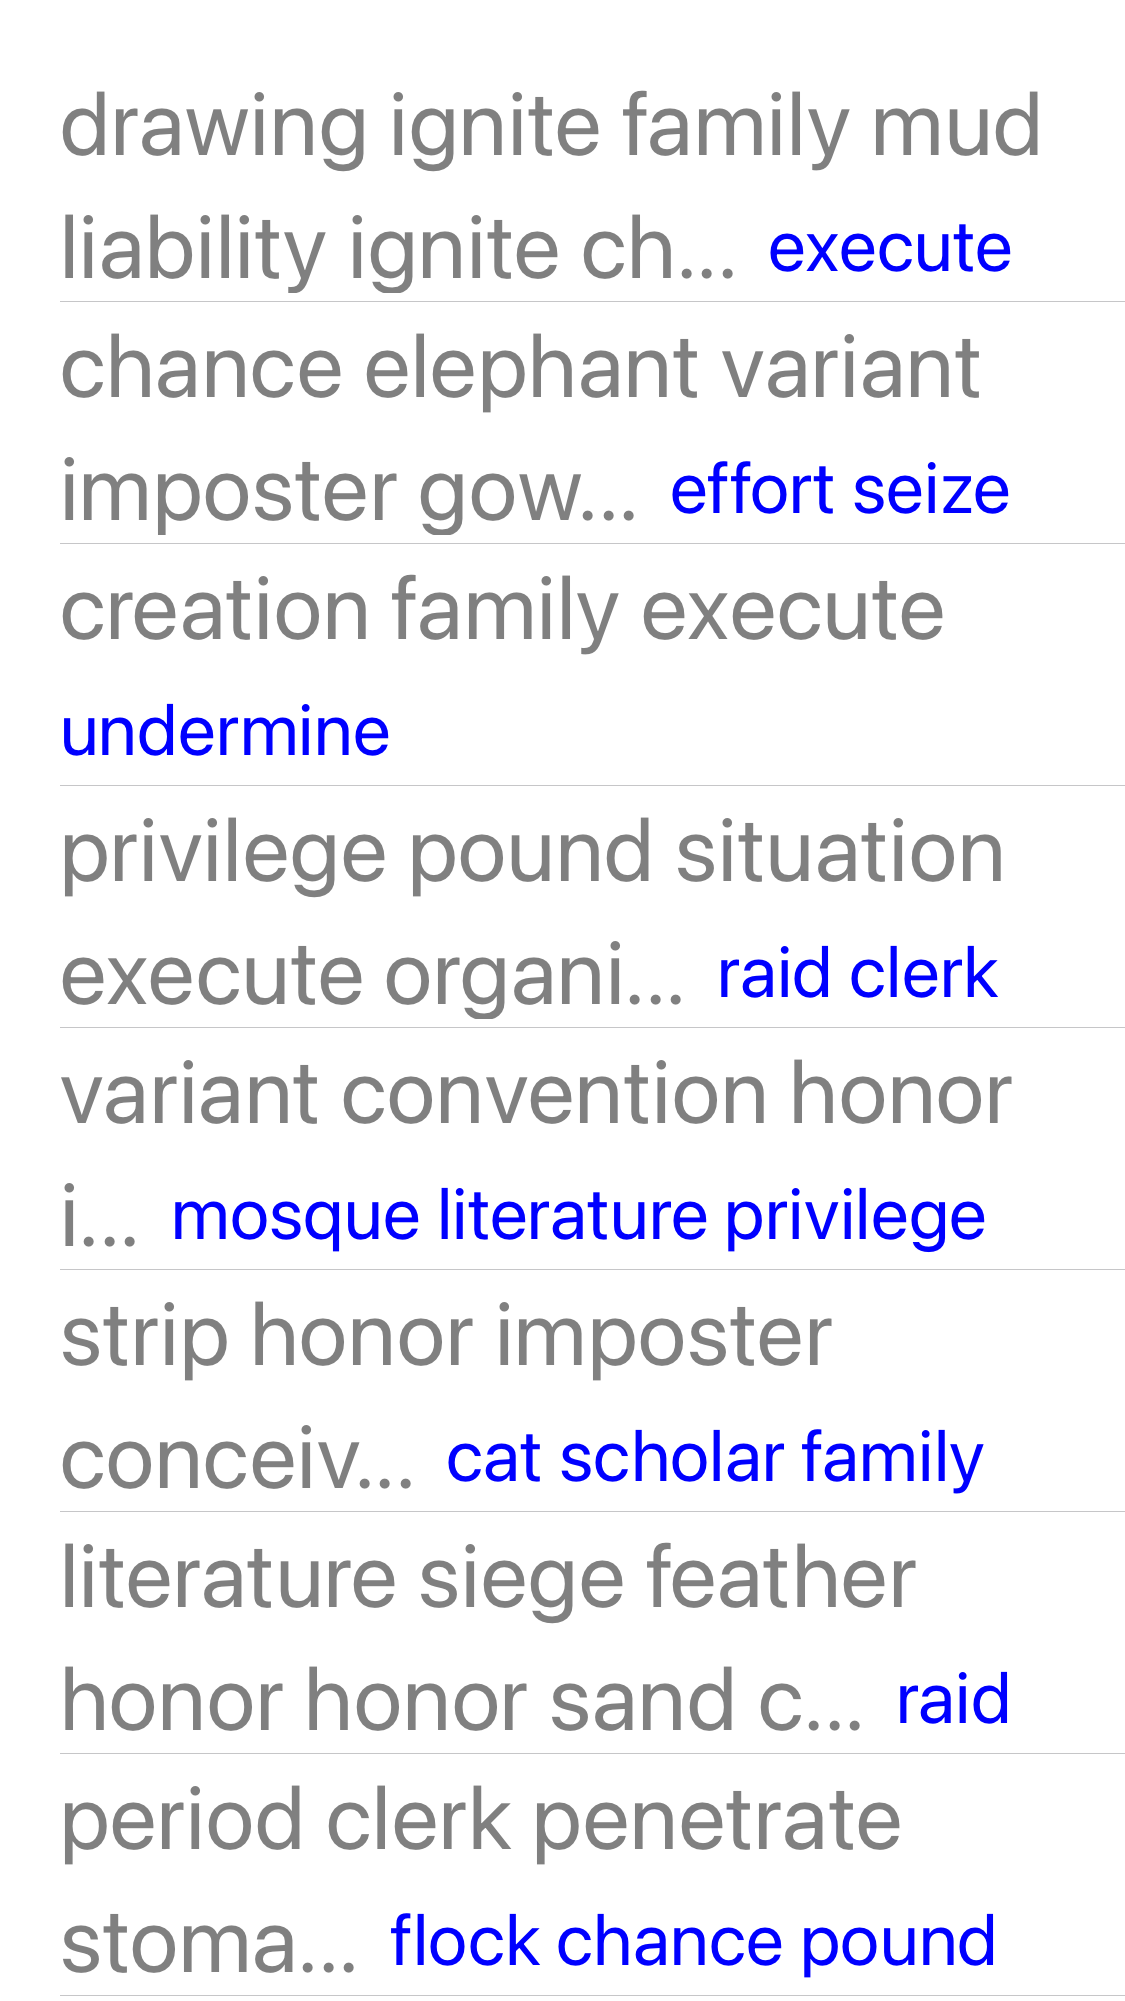 drawing ignite family mud
liability ignite ch... execute
chance elephant variant
imposter gow... effort seize
creation family execute
undermine
privilege pound situation
execute organi... raid clerk
variant convention honor
i... mosque literature privilege
strip honor imposter
conceiv... cat scholar family
literature siege feather
honor honor sand c... raid
period clerk penetrate
stoma... flock chance pound